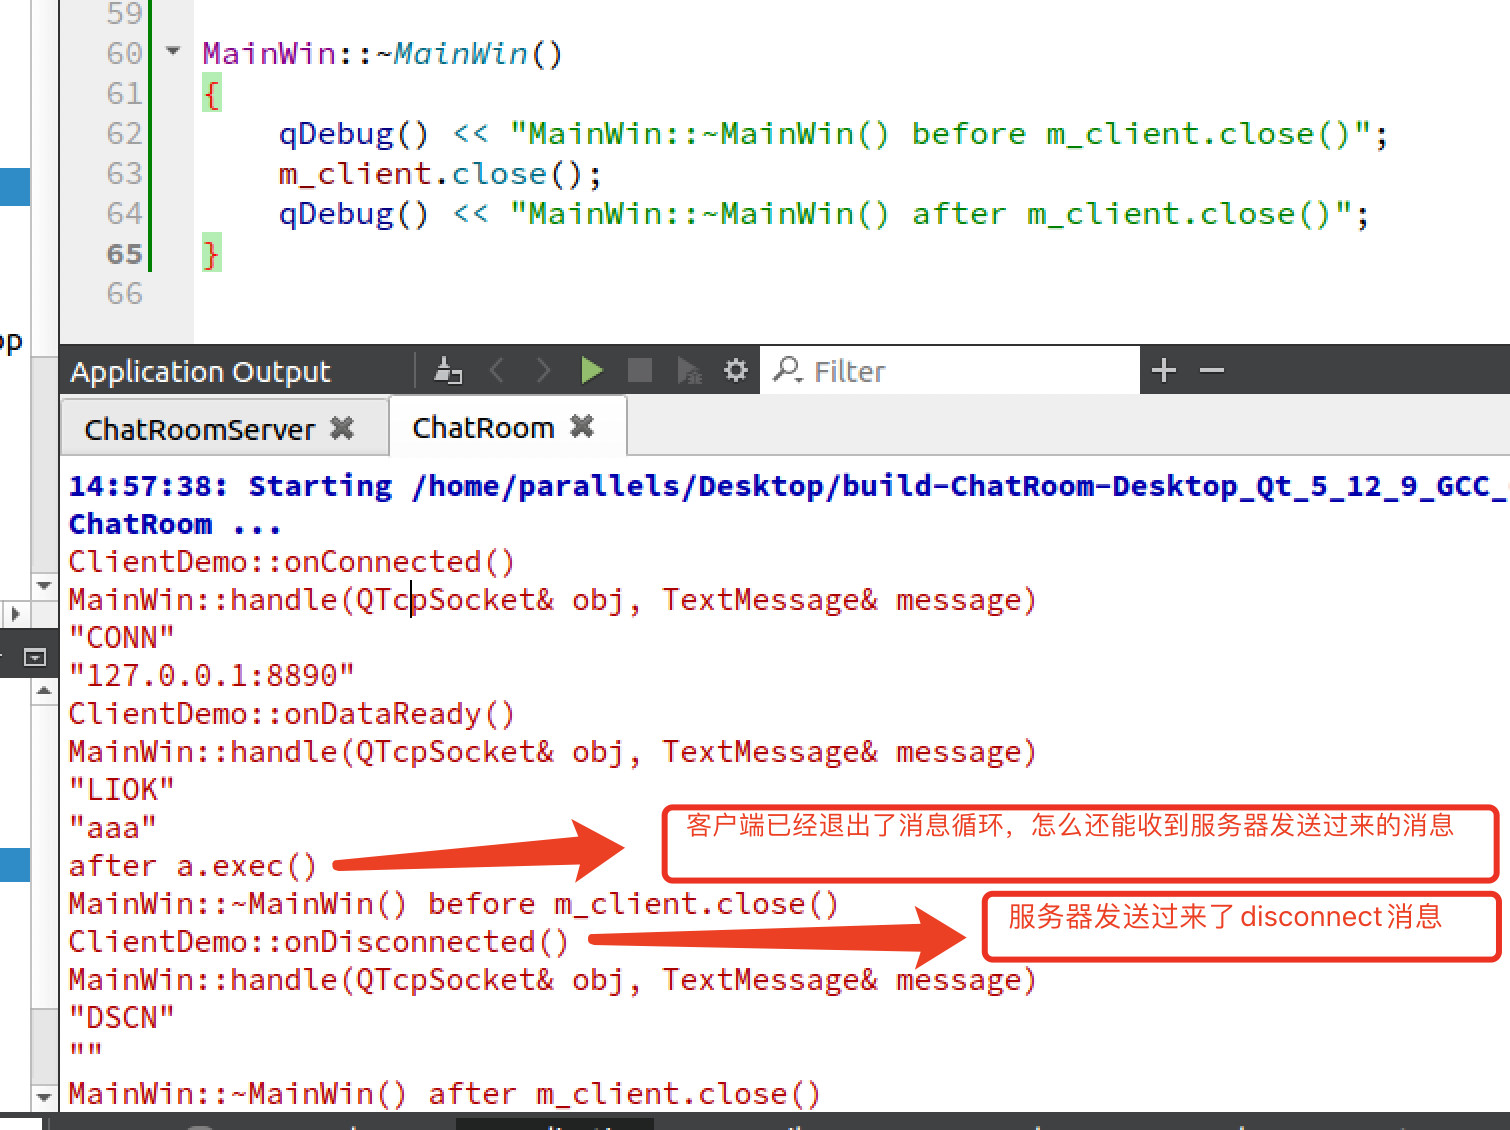 59
60 MainWin::~MainWin()
61 {
62 qDebug() << "MainWin::~MainWin() before m_client.close()";
63 m_client.close();
64 qDebug() << "MainWin::~MainWin() after m_client.close()";
65 }
66
op
Application Output
Filter
ChatRoomServer
ChatRoom
14:57:38: Starting /home/parallels/Desktop/build-ChatRoom-Desktop_Qt_5_12_9_GCC_
ChatRoom ...
ClientDemo::onConnected()
MainWin::handle(QTcpSocket& obj, TextMessage& message)
"CONN"
"127.0.0.1:8890"
ClientDemo::onDataReady()
MainWin::handle(QTcpSocket& obj, TextMessage& message)
"LIOK"
"aaa"
客户端已经退出了消息循环，怎么还能收到服务器发送过来的消息
after a.exec()
MainWin::~MainWin() before m_client.close()
服务器发送过来了disconnect消息
ClientDemo::onDisconnected()
MainWin::handle(QTcpSocket& obj, TextMessage& message)
"DSCN"
""
MainWin::~MainWin() after m_client.close()